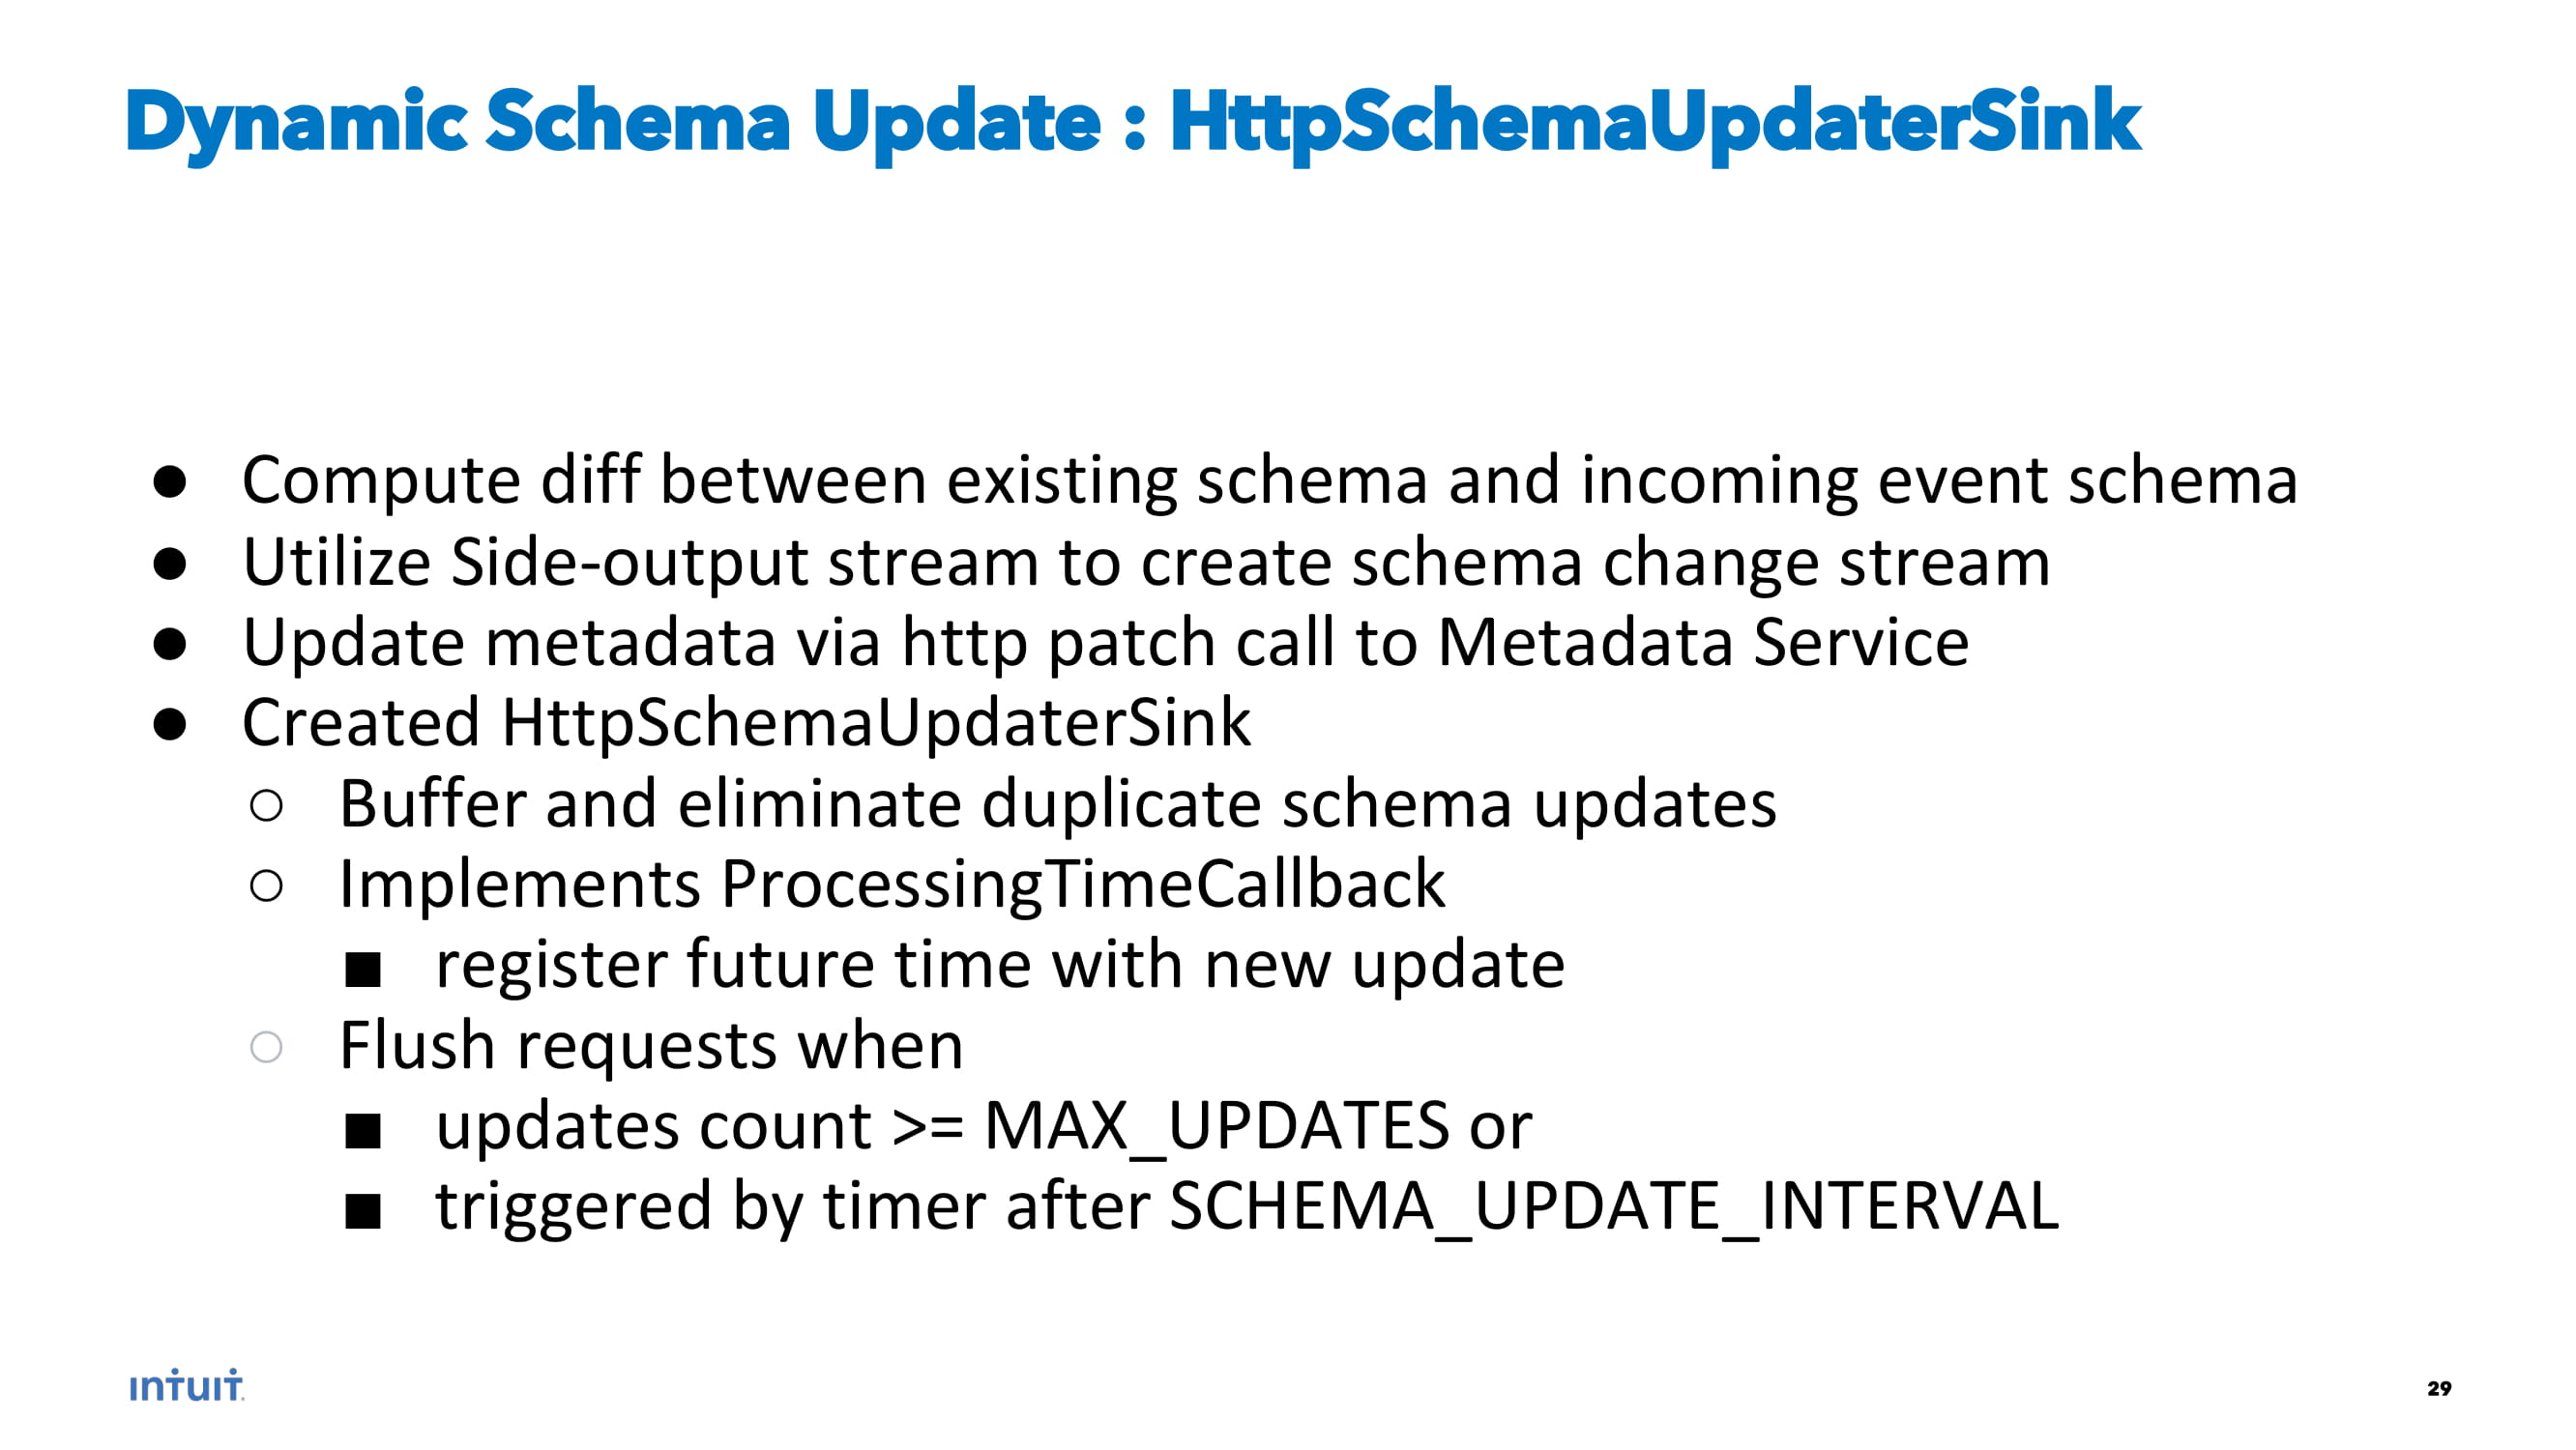 Dynamic Schema Update : HttpSchemaUpdaterSink
● Compute diff between existing schema and incoming event schema
● Utilize Side-output stream to create schema change stream
● Update metadata via http patch call to Metadata Service
● Created HttpSchemaUpdaterSink
○ Buffer and eliminate duplicate schema updates
○ Implements ProcessingTimeCallback
■ register future time with new update
○ Flush requests when
■ updates count >= MAX_UPDATES or
■ triggered by timer after SCHEMA_UPDATE_INTERVAL
intuit.
29